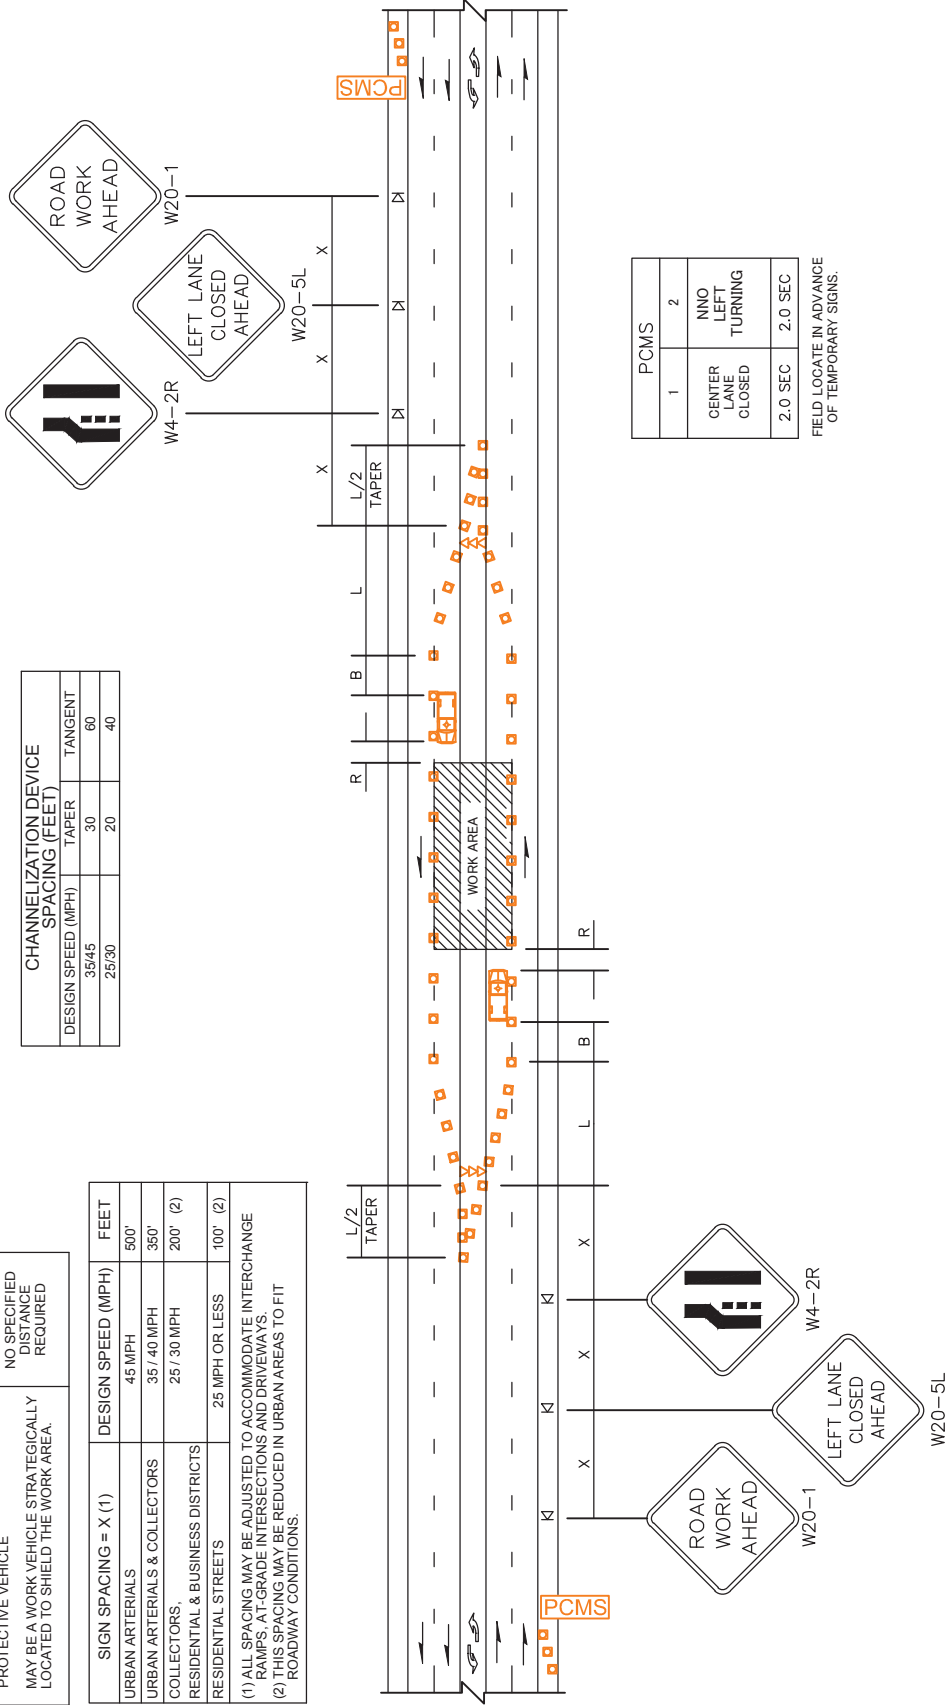 PROTECTIVE VEHICLE
MAY BE A WORK VEHICLE STRATEGICALLY
LOCATED TO SHIELD THE WORK AREA.
NO SPECIFIED
DISTANCE
REQUIRED
SIGN SPACING = X (1)
DESIGN SPEED (MPH)
FEET
URBAN ARTERIALS
45 MPH
500'
URBAN ARTERIALS & COLLECTORS
35 / 40 MPH
350'
COLLECTORS,
RESIDENTIAL & BUSINESS DISTRICTS
25 / 30 MPH
200' (2)
RESIDENTIAL STREETS
25 MPH OR LESS
100' (2)
(1) ALL SPACING MAY BE ADJUSTED TO ACCOMMODATE INTERCHANGE
RAMPS, AT-GRADE INTERSECTIONS AND DRIVEWAYS.
(2) THIS SPACING MAY BE REDUCED IN URBAN AREAS TO FIT
ROADWAY CONDITIONS.
CHANNELIZATION DEVICE
SPACING (FEET)
DESIGN SPEED (MPH)
TAPER
TANGENT
35/45
30
60
25/30
20
40
W4-2R
LEFT LANE
CLOSED
AHEAD
W20-5L
ROAD
WORK
AHEAD
W20-1
X
X
X
L/2
TAPER
L
B
R
PCMS
L/2
TAPER
WORK AREA
R
B
L
X
X
X
PCMS
ROAD
WORK
AHEAD
W20-1
LEFT LANE
CLOSED
AHEAD
W20-5L
W4-2R
PCMS
1
2
CENTER
LANE
CLOSED
NNO
LEFT
TURNING
2.0 SEC
2.0 SEC
FIELD LOCATE IN ADVANCE
OF TEMPORARY SIGNS.